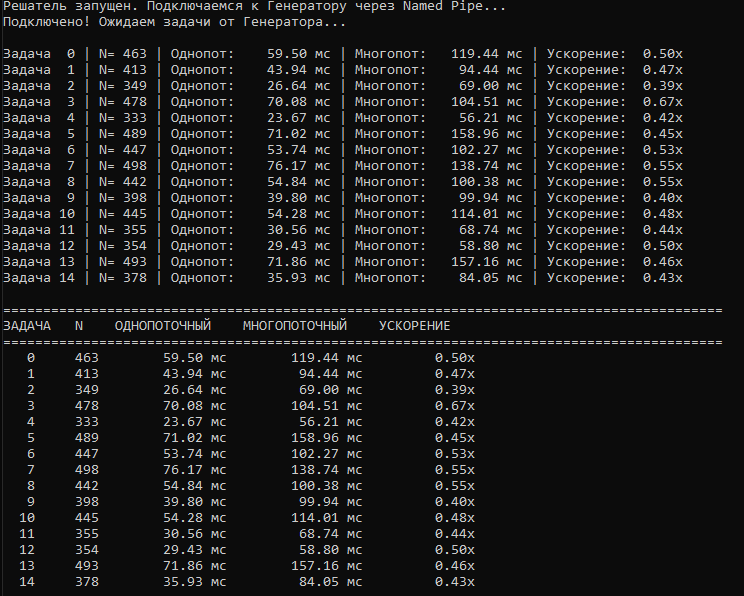 Решатель запущен. Подключаемся к Генератору через Named Pipe...
Подключено! Ожидаем задачи от Генератора...
Задача  0 | N= 463 | Однопот:    59.50 мс | Многопот:   119.44 мс | Ускорение:  0.50x
Задача  1 | N= 413 | Однопот:    43.94 мс | Многопот:    94.44 мс | Ускорение:  0.47x
Задача  2 | N= 349 | Однопот:    26.64 мс | Многопот:    69.00 мс | Ускорение:  0.39x
Задача  3 | N= 478 | Однопот:    70.08 мс | Многопот:   104.51 мс | Ускорение:  0.67x
Задача  4 | N= 333 | Однопот:    23.67 мс | Многопот:    56.21 мс | Ускорение:  0.42x
Задача  5 | N= 489 | Однопот:    71.02 мс | Многопот:   158.96 мс | Ускорение:  0.45x
Задача  6 | N= 447 | Однопот:    53.74 мс | Многопот:   102.27 мс | Ускорение:  0.53x
Задача  7 | N= 498 | Однопот:    76.17 мс | Многопот:   138.74 мс | Ускорение:  0.55x
Задача  8 | N= 442 | Однопот:    54.84 мс | Многопот:   100.38 мс | Ускорение:  0.55x
Задача  9 | N= 398 | Однопот:    39.80 мс | Многопот:    99.94 мс | Ускорение:  0.40x
Задача 10 | N= 445 | Однопот:    54.28 мс | Многопот:   114.01 мс | Ускорение:  0.48x
Задача 11 | N= 355 | Однопот:    30.56 мс | Многопот:    68.74 мс | Ускорение:  0.44x
Задача 12 | N= 354 | Однопот:    29.43 мс | Многопот:    58.80 мс | Ускорение:  0.50x
Задача 13 | N= 493 | Однопот:    71.86 мс | Многопот:   157.16 мс | Ускорение:  0.46x
Задача 14 | N= 378 | Однопот:    35.93 мс | Многопот:    84.05 мс | Ускорение:  0.43x
==========================================================================================
ЗАДАЧА   N    ОДНОПОТОЧНЫЙ    МНОГОПОТОЧНЫЙ    УСКОРЕНИЕ
==========================================================================================
0     463        59.50 мс        119.44 мс         0.50x
1     413        43.94 мс         94.44 мс         0.47x
2     349        26.64 мс         69.00 мс         0.39x
3     478        70.08 мс        104.51 мс         0.67x
4     333        23.67 мс         56.21 мс         0.42x
5     489        71.02 мс        158.96 мс         0.45x
6     447        53.74 мс        102.27 мс         0.53x
7     498        76.17 мс        138.74 мс         0.55x
8     442        54.84 мс        100.38 мс         0.55x
9     398        39.80 мс         99.94 мс         0.40x
10     445        54.28 мс        114.01 мс         0.48x
11     355        30.56 мс         68.74 мс         0.44x
12     354        29.43 мс         58.80 мс         0.50x
13     493        71.86 мс        157.16 мс         0.46x
14     378        35.93 мс         84.05 мс         0.43x